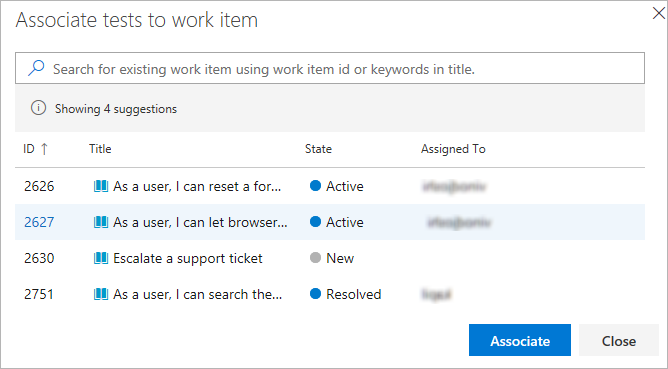 Associate tests to work item
Search for existing work item using work item id or keywords in title.
Showing 4 suggestions
ID ↑ Title State Assigned To
2626 As a user, I can reset a for... Active
2627 As a user, I can let browser... Active
2630 Escalate a support ticket New
2751 As a user, I can search the... Resolved
Associate Close